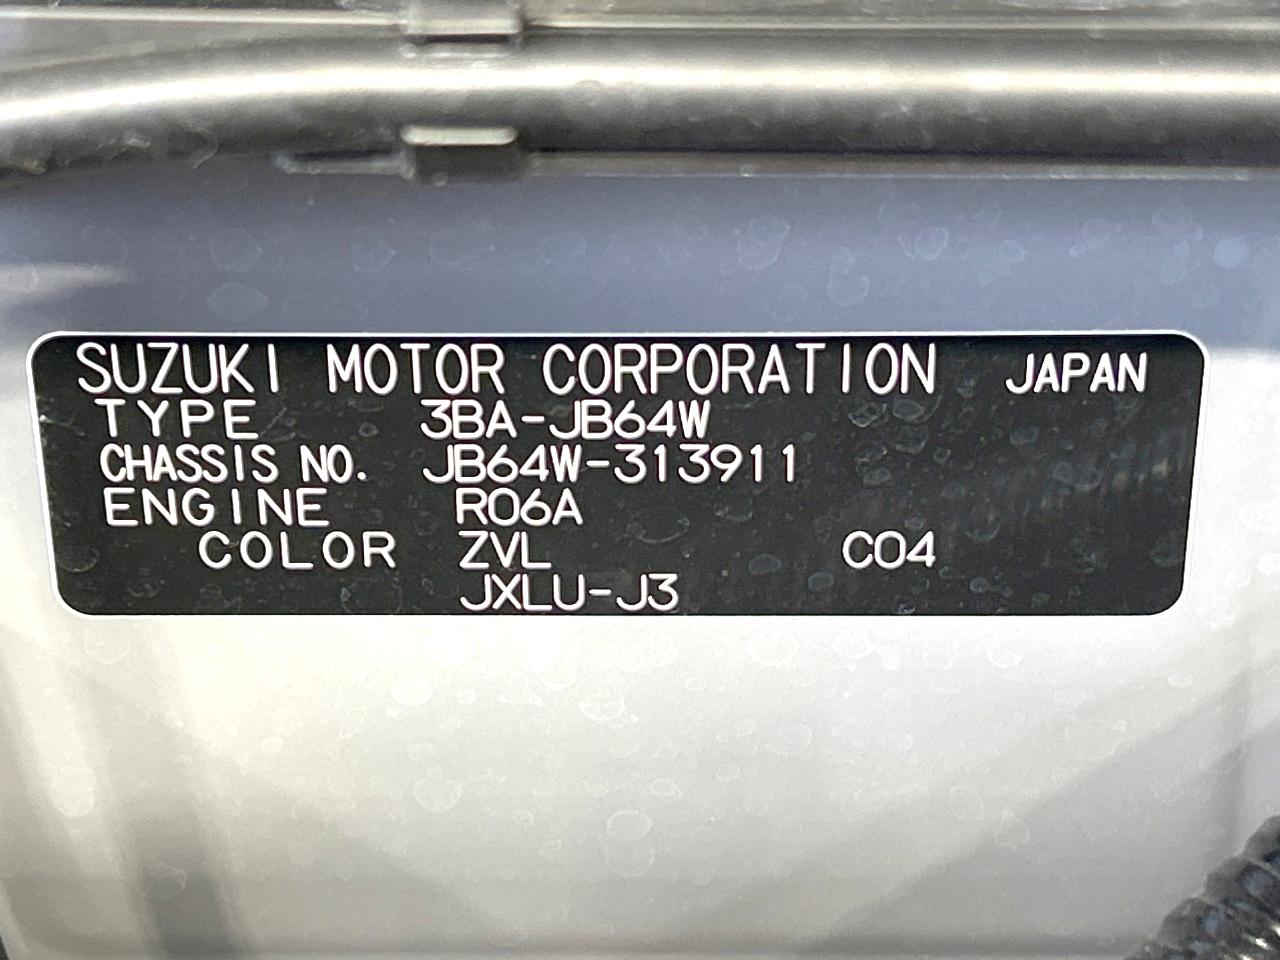 SUZUKI MOTOR CORPORATION JAPAN
TYPE 3BA-JB64W
CHASSIS NO. JB64W-313911
ENGINE R06A
COLOR ZVL C04
JXLU-J3